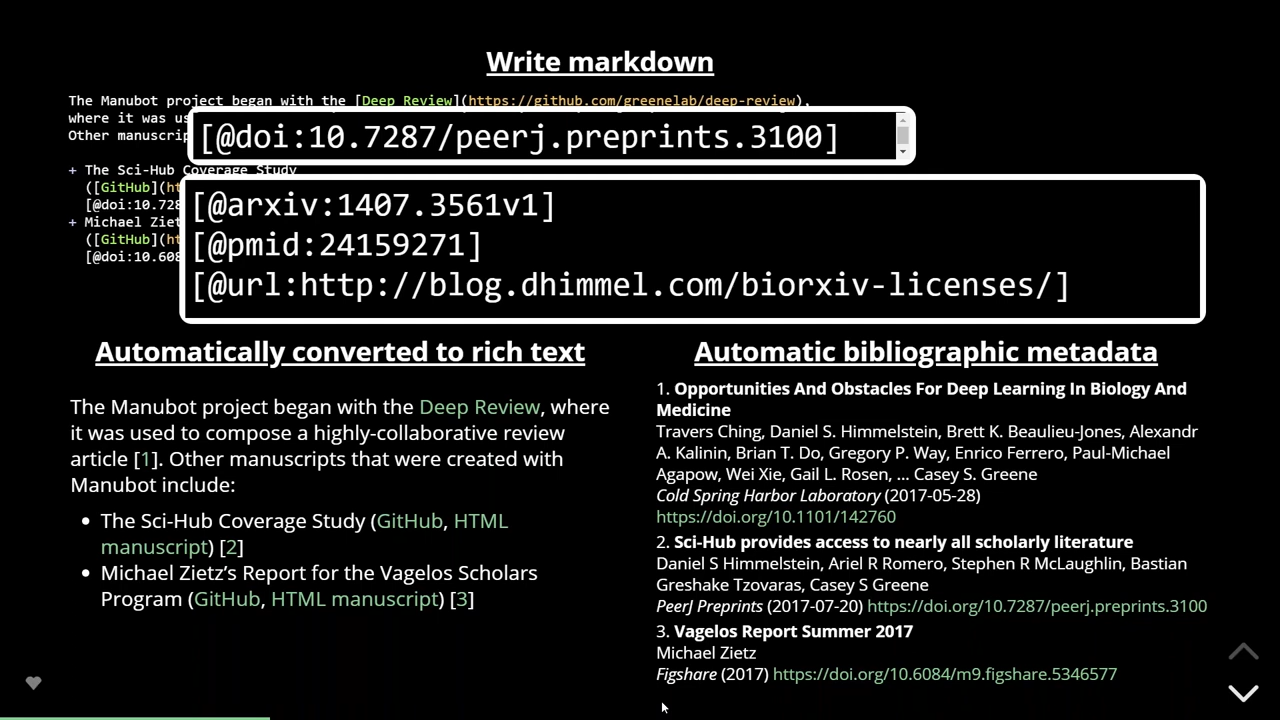 Write markdown
The Manubot project began with the [Deep Review](https://github.com/greenelab/deep-review),
where it was us
Other manuscrip
[@doi:10.7287/peerj.preprints.3100]
+ The Sci-Hub Coverage Study
([GitHub](ht
[@doi:10.728
+ Michael Ziet
([GitHub](ht
[@doi:10.608
[@arxiv:1407.3561v1]
[@pmid:24159271]
[@url:http://blog.dhimmel.com/biorxiv-licenses/]
Automatically converted to rich text
The Manubot project began with the Deep Review, where
it was used to compose a highly-collaborative review
article [1]. Other manuscripts that were created with
Manubot include:
• The Sci-Hub Coverage Study (GitHub, HTML
manuscript) [2]
• Michael Zietz’s Report for the Vagelos Scholars
Program (GitHub, HTML manuscript) [3]
Automatic bibliographic metadata
1. Opportunities And Obstacles For Deep Learning In Biology And
Medicine
Travers Ching, Daniel S. Himmelstein, Brett K. Beaulieu-Jones, Alexandr
A. Kalinin, Brian T. Do, Gregory P. Way, Enrico Ferrero, Paul-Michael
Agapow, Wei Xie, Gail L. Rosen, … Casey S. Greene
Cold Spring Harbor Laboratory (2017-05-28)
https://doi.org/10.1101/142760
2. Sci-Hub provides access to nearly all scholarly literature
Daniel S Himmelstein, Ariel R Romero, Stephen R McLaughlin, Bastian
Greshake Tzovaras, Casey S Greene
PeerJ Preprints (2017-07-20) https://doi.org/10.7287/peerj.preprints.3100
3. Vagelos Report Summer 2017
Michael Zietz
Figshare (2017) https://doi.org/10.6084/m9.figshare.5346577